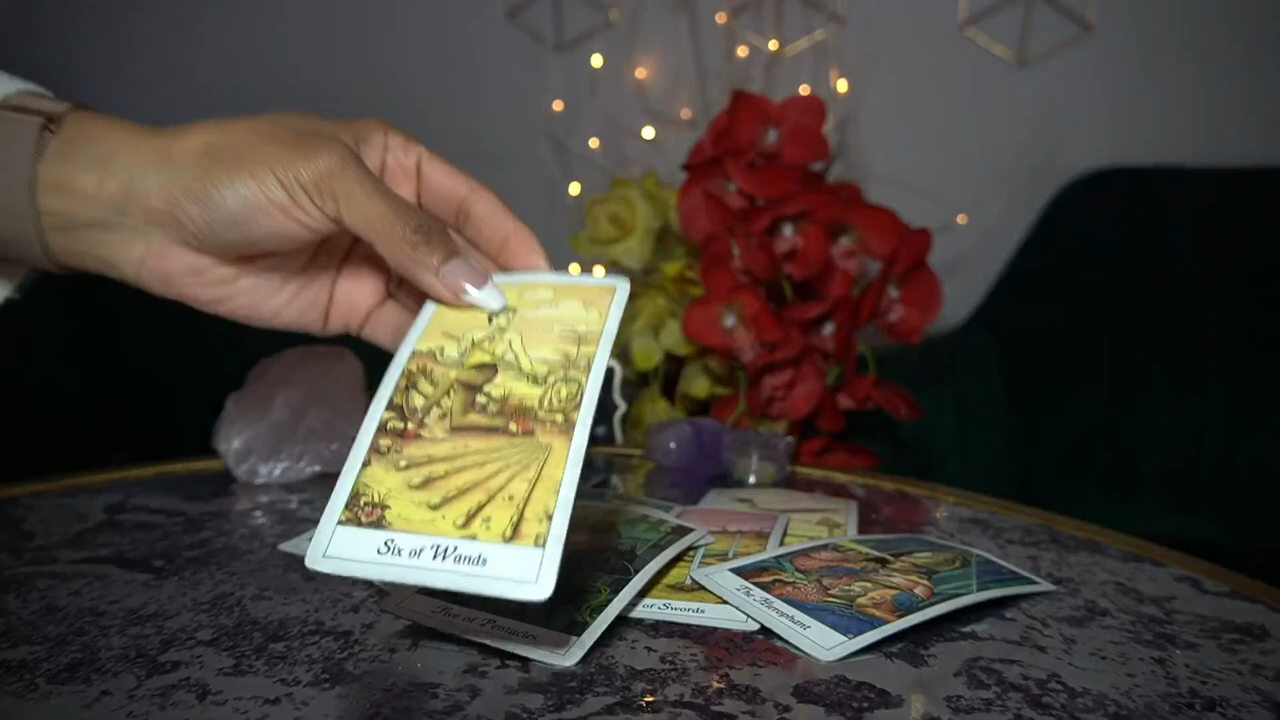 Six of Wands
Five of Pentacles
of Swords
The Hierophant